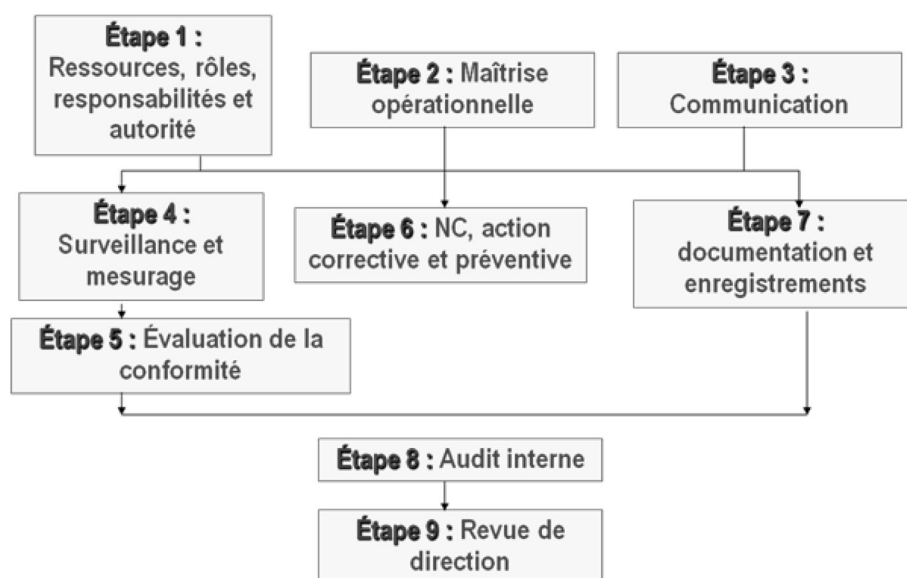 Étape 1 :
Ressources, rôles,
responsabilités et
autorité
Étape 2 : Maîtrise
opérationnelle
Étape 3 :
Communication
Étape 4 :
Surveillance et
mesurage
Étape 6 : NC, action
corrective et préventive
Étape 7 :
documentation et
enregistrements
Étape 5 : Évaluation de la
conformité
Étape 8 : Audit interne
Étape 9 : Revue de
direction